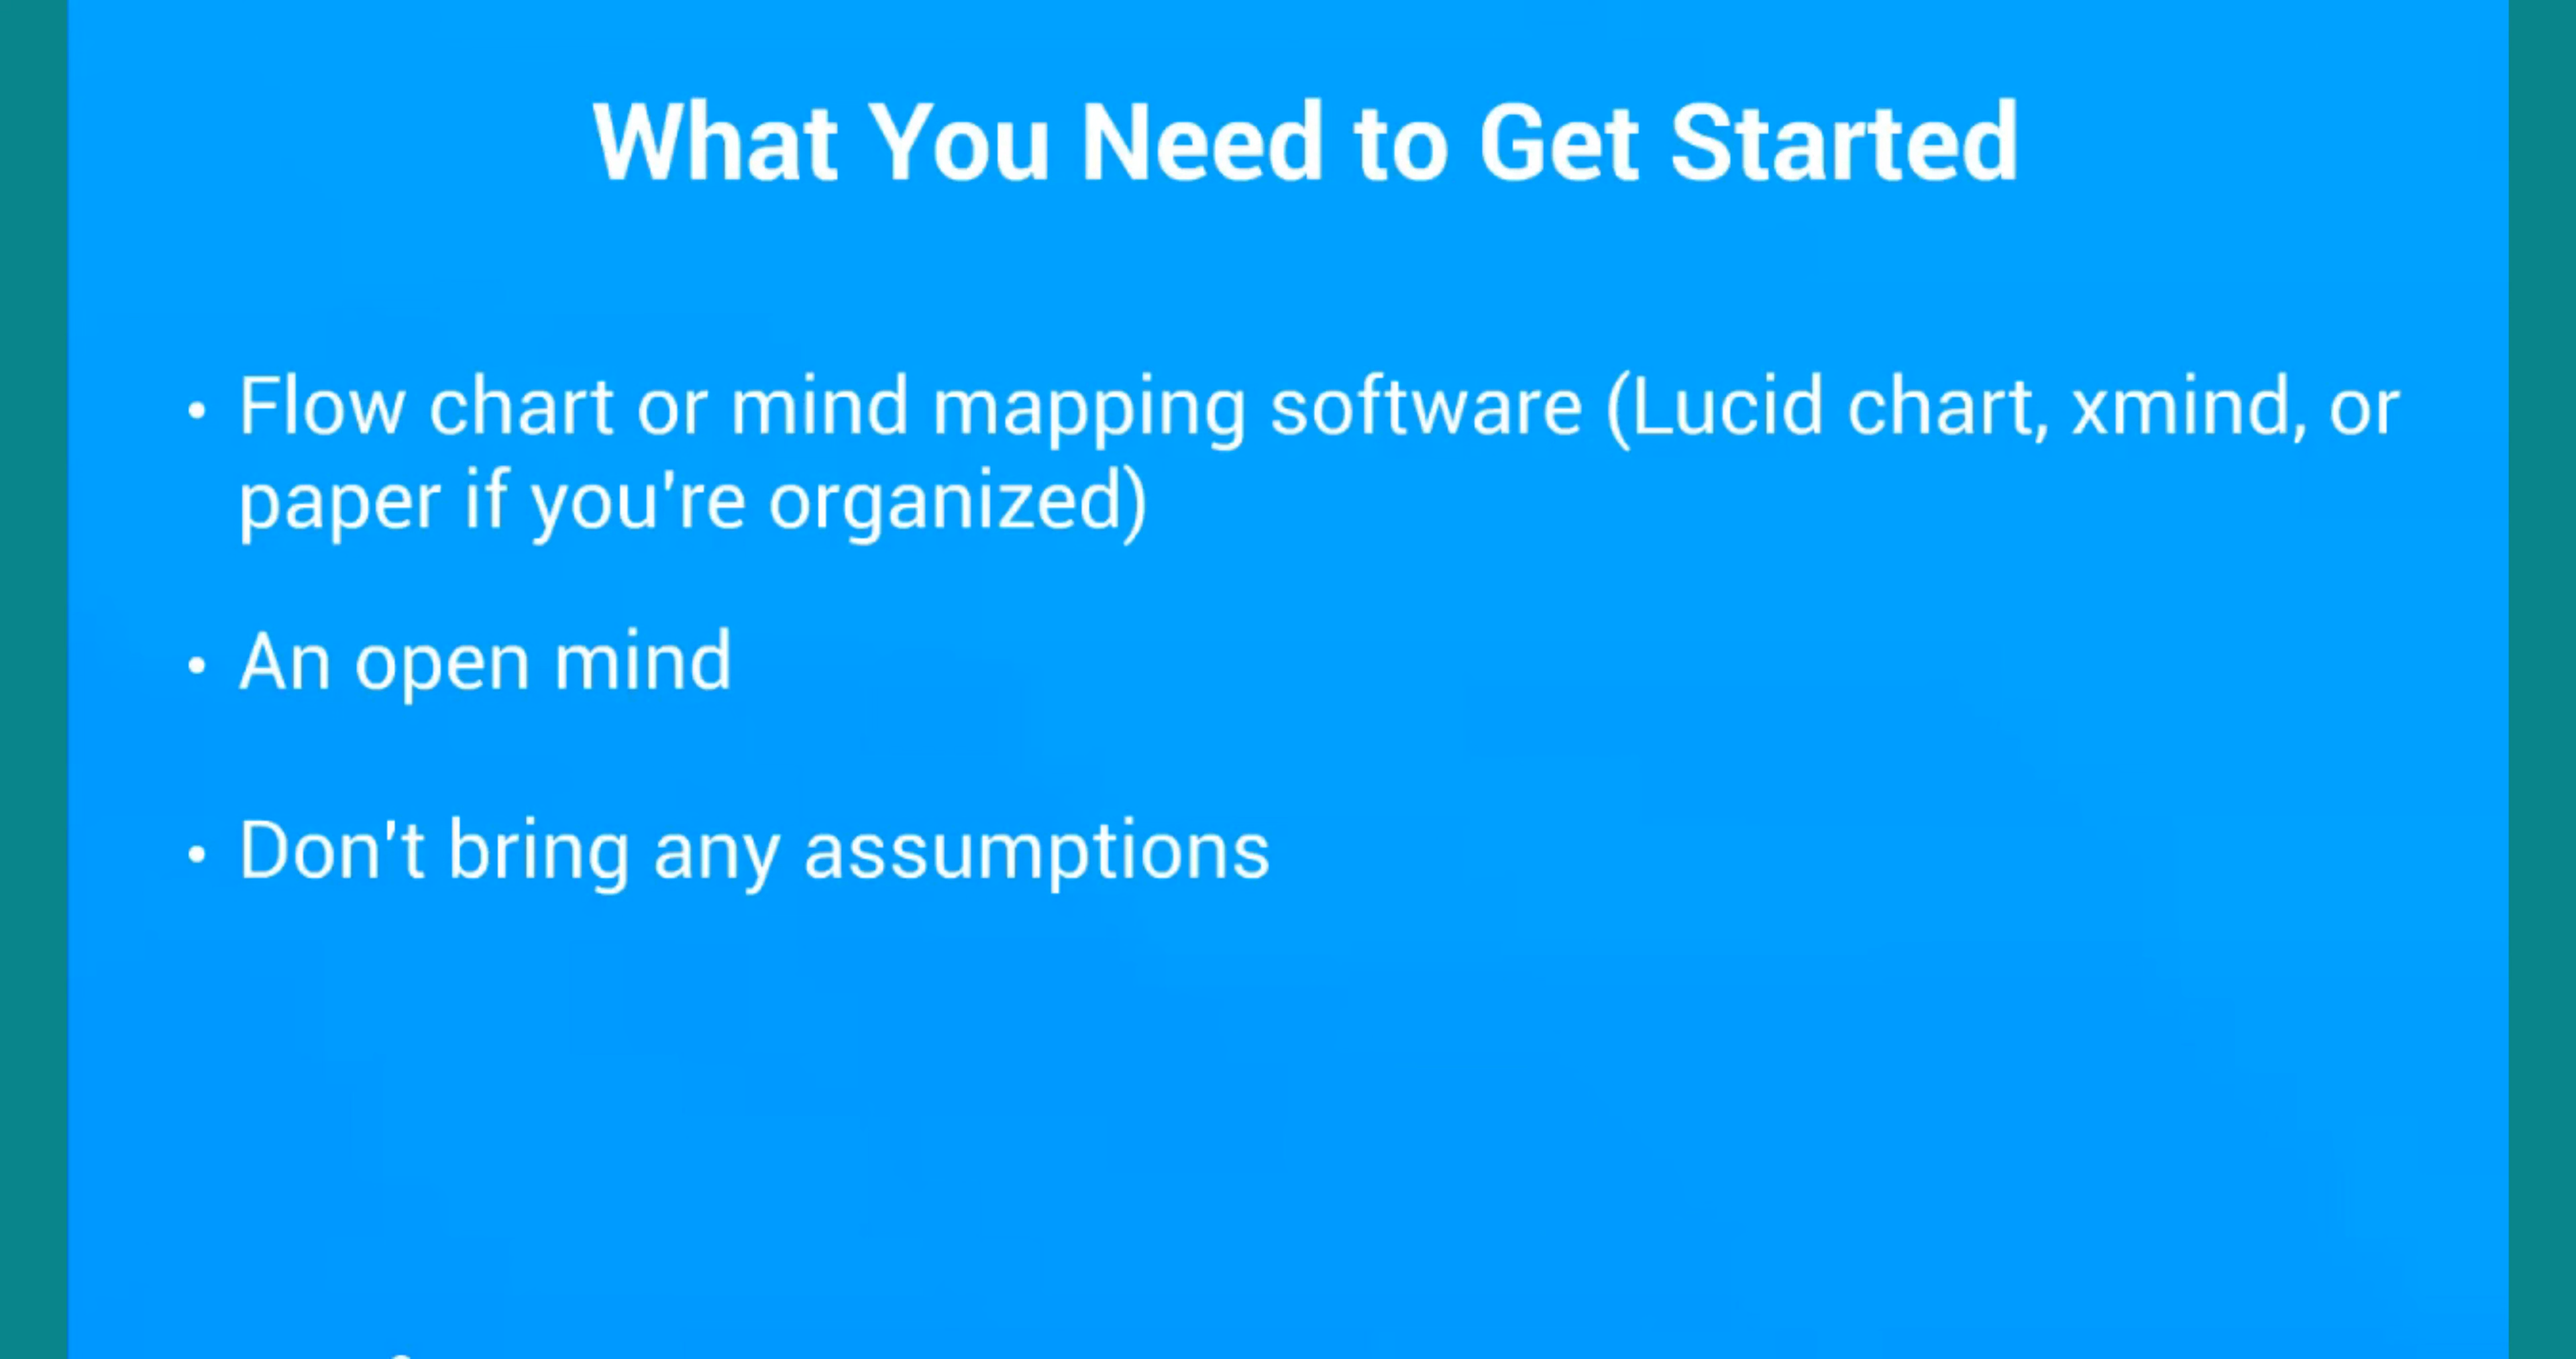 What You Need to Get Started
• Flow chart or mind mapping software (Lucid chart, xmind, or
paper if you're organized)
• An open mind
• Don't bring any assumptions